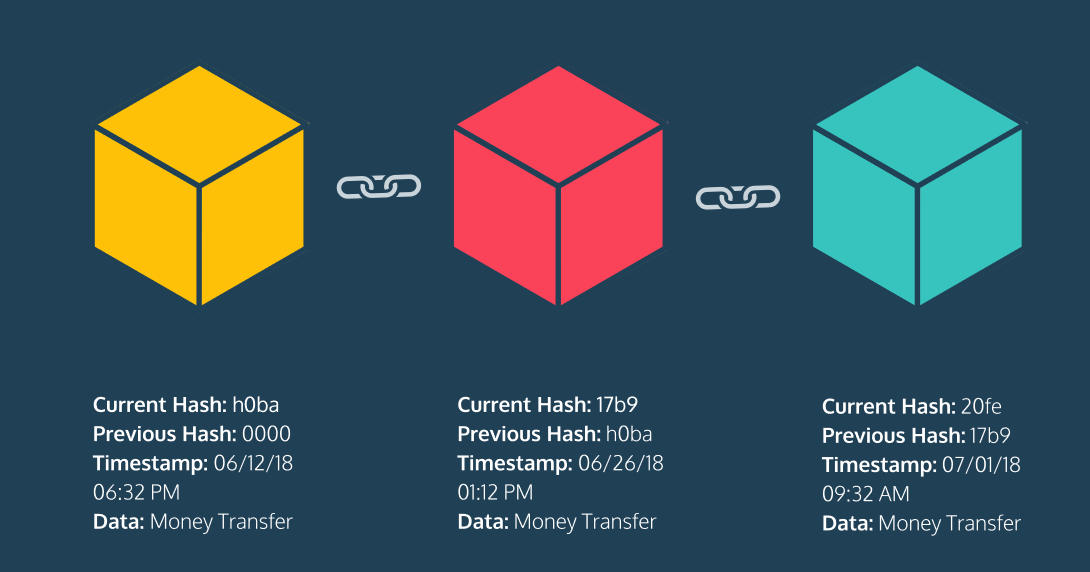 Current Hash: h0ba
Previous Hash: 0000
Timestamp: 06/12/18
06:32 PM
Data: Money Transfer
Current Hash: 17b9
Previous Hash: h0ba
Timestamp: 06/26/18
01:12 PM
Data: Money Transfer
Current Hash: 20fe
Previous Hash: 17b9
Timestamp: 07/01/18
09:32 AM
Data: Money Transfer